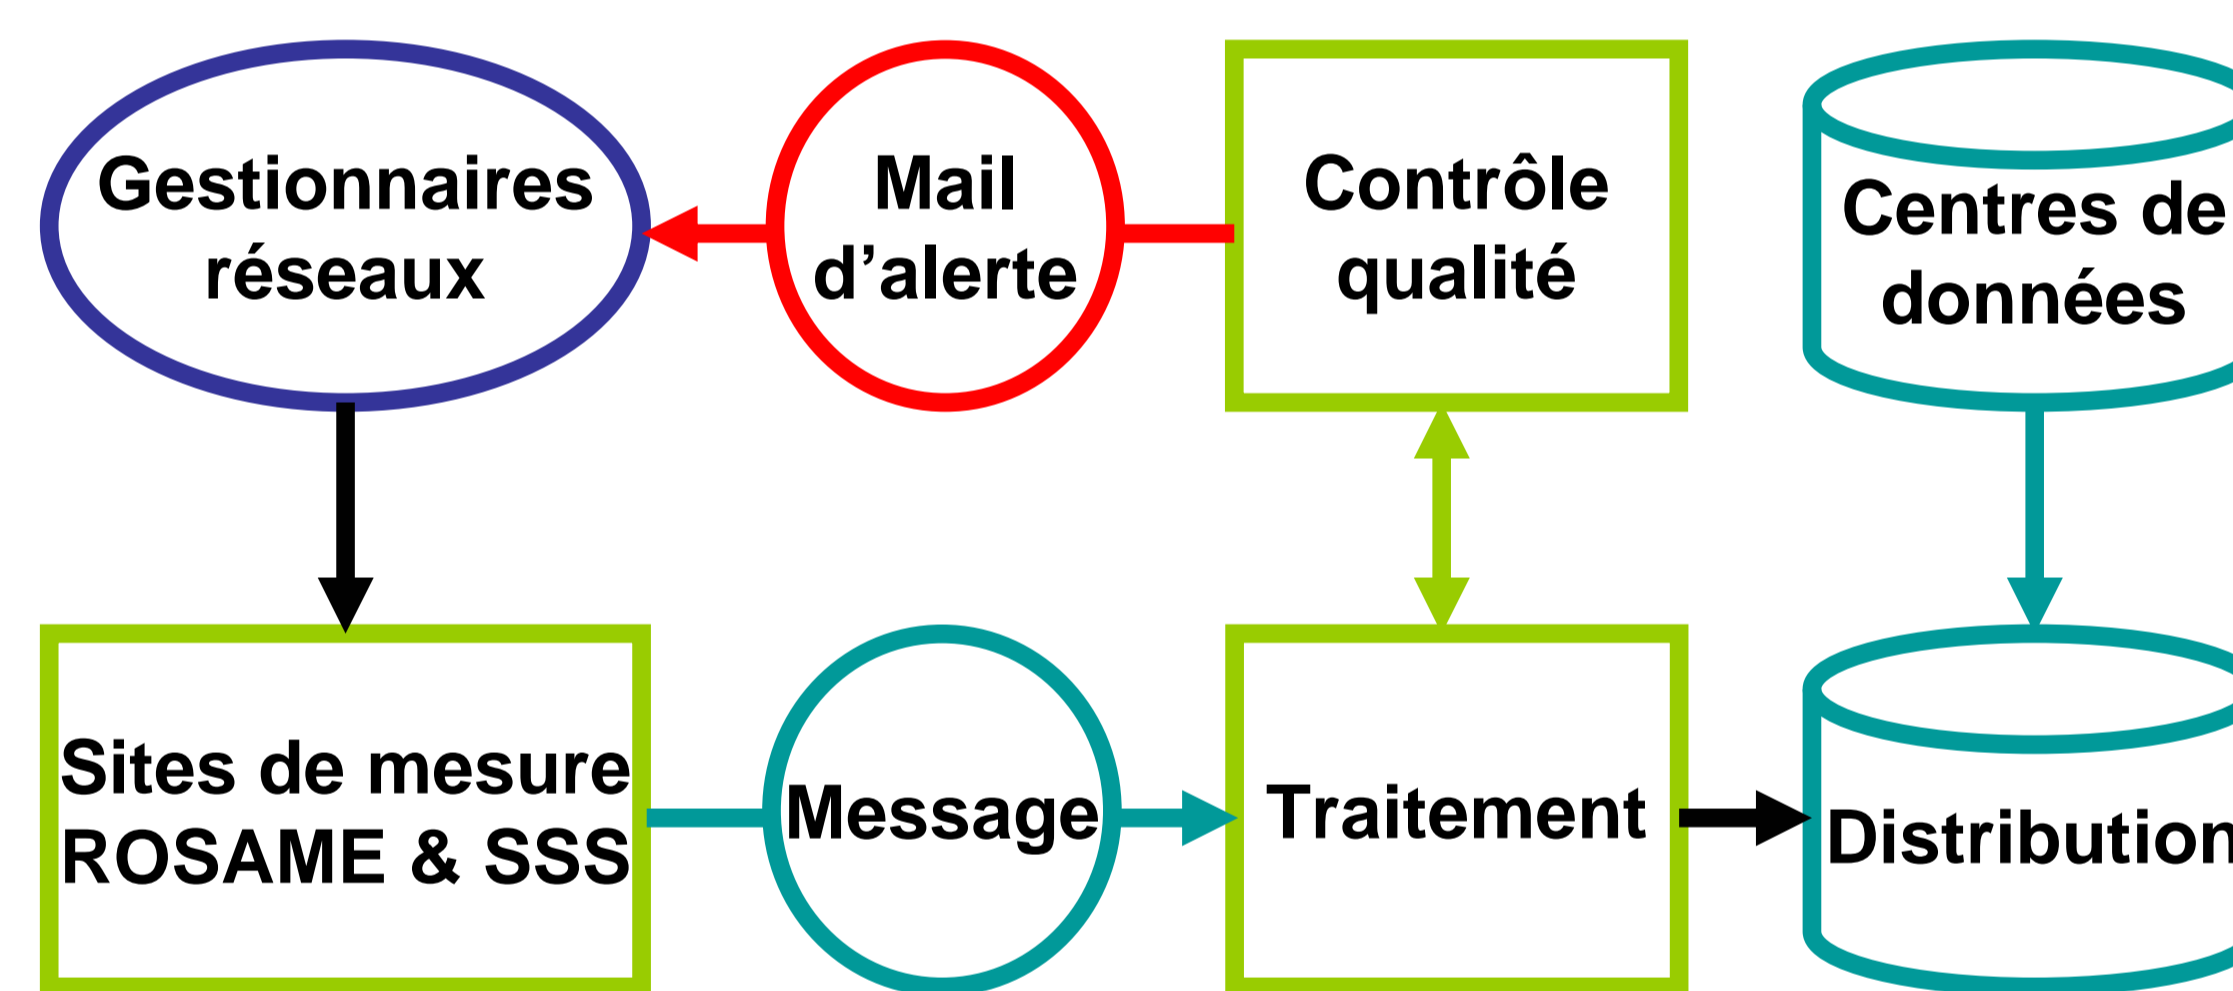 Gestionnaires
réseaux
Mail
d’alerte
Contrôle
qualité
Centres de
données
Sites de mesure
ROSAME & SSS
Message
Traitement
Distribution